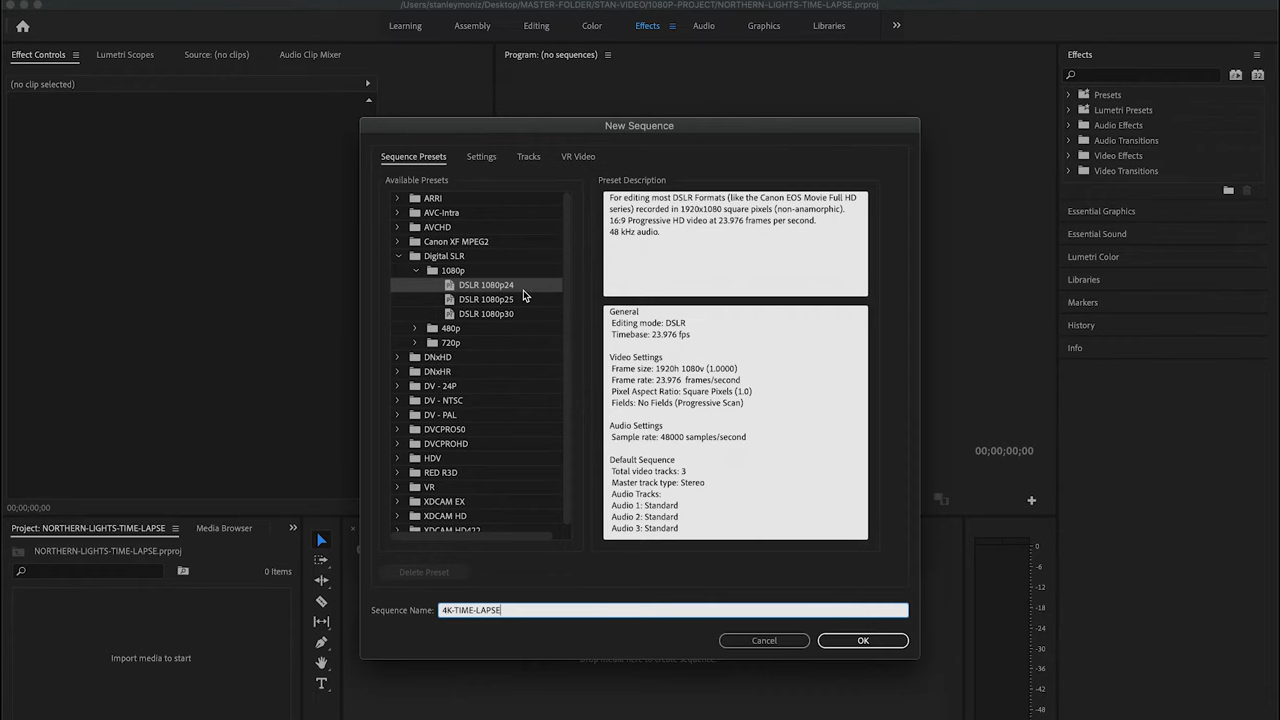 /Users/stanleymoniz/Desktop/MASTER-FOLDER/STAN-VIDEO/1080P-PROJECT/NORTHERN-LIGHTS-TIME-LAPSE.prproj
Learning Assembly Editing Color Effects Audio Graphics Libraries
Effect Controls Lumetri Scopes Source: (no clips) Audio Clip Mixer
Program: (no sequences)
Effects
(no clip selected)
Presets
Lumetri Presets
Audio Effects
Audio Transitions
Video Effects
Video Transitions
Essential Graphics
Essential Sound
Lumetri Color
Libraries
Markers
History
Info
New Sequence
Sequence Presets Settings Tracks VR Video
Available Presets
ARRI
AVC-Intra
AVCHD
Canon XF MPEG2
Digital SLR
1080p
DSLR 1080p24
DSLR 1080p25
DSLR 1080p30
480p
720p
DNxHD
DNxHR
DV - 24P
DV - NTSC
DV - PAL
DVCPRO50
DVCPROHD
HDV
RED R3D
VR
XDCAM EX
XDCAM HD
XDCAM HD422
Preset Description
For editing most DSLR Formats (like the Canon EOS Movie Full HD
series) recorded in 1920x1080 square pixels (non-anamorphic).
16:9 Progressive HD video at 23.976 frames per second.
48 kHz audio.
General
Editing mode: DSLR
Timebase: 23.976 fps
Video Settings
Frame size: 1920h 1080v (1.0000)
Frame rate: 23.976 frames/second
Pixel Aspect Ratio: Square Pixels (1.0)
Fields: No Fields (Progressive Scan)
Audio Settings
Sample rate: 48000 samples/second
Default Sequence
Total video tracks: 3
Master track type: Stereo
Audio Tracks:
Audio 1: Standard
Audio 2: Standard
Audio 3: Standard
Delete Preset
Sequence Name: 4K-TIME-LAPSE
Cancel OK
00;00;00;00
00;00;00;00
Project: NORTHERN-LIGHTS-TIME-LAPSE Media Browser
NORTHERN-LIGHTS-TIME-LAPSE.prproj
0 Items
Import media to start
Drop media here to create sequence.
0
-6
-12
-18
-24
-30
-36
-42
-48